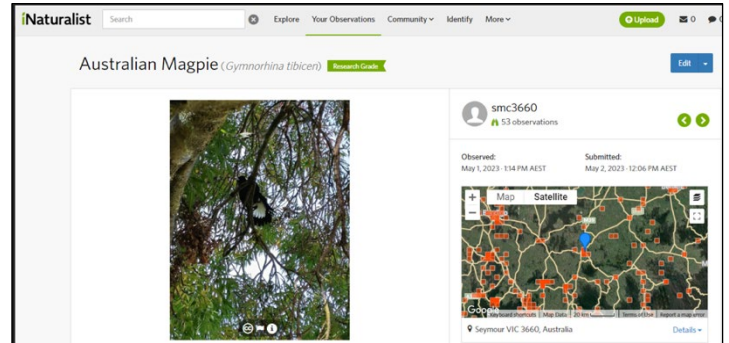 iNaturalist Search Explore Your Observations Community Identify More Upload 0
Australian Magpie (Gymnorhina tibicen) Research Grade Edit
smc3660
53 observations
Observed: Submitted:
May 1, 2023 · 1:14 PM AEST May 2, 2023 · 12:06 PM AEST
+ Map Satellite
−
Google Keyboard shortcuts Map Data 20 km Terms of Use Report a map error
Seymour VIC 3660, Australia Details